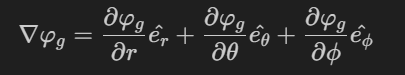 ∇φ_g = ∂φ_g/∂r ê_r + ∂φ_g/∂θ ê_θ + ∂φ_g/∂ϕ ê_ϕ